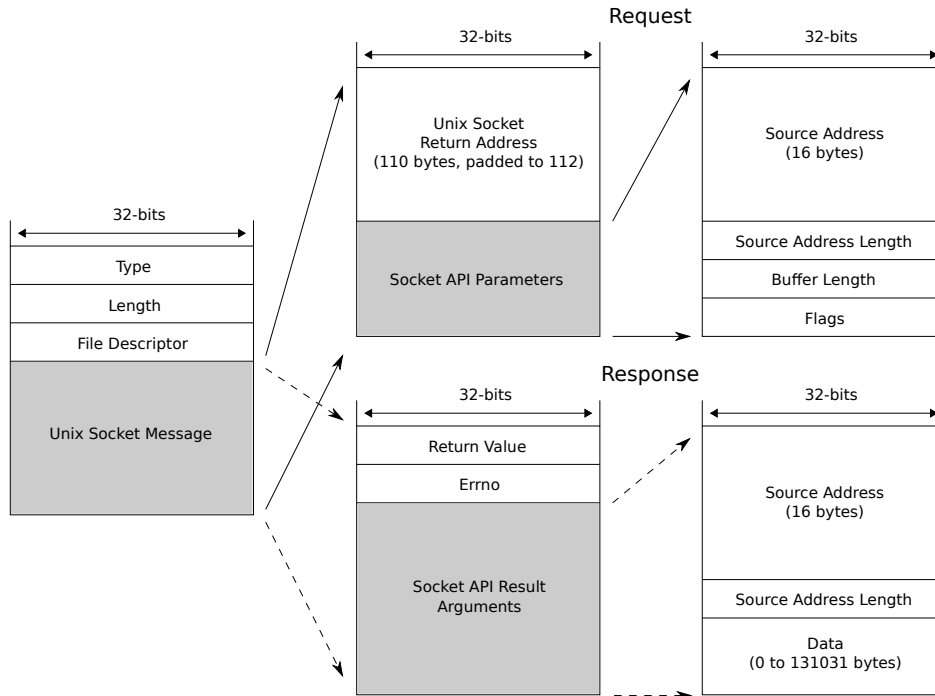 Request
32-bits
32-bits
Unix Socket
Return Address
(110 bytes, padded to 112)
Socket API Parameters
Source Address
(16 bytes)
Source Address Length
Buffer Length
Flags
32-bits
Type
Length
File Descriptor
Unix Socket Message
Response
32-bits
32-bits
Return Value
Errno
Socket API Result
Arguments
Source Address
(16 bytes)
Source Address Length
Data
(0 to 131031 bytes)